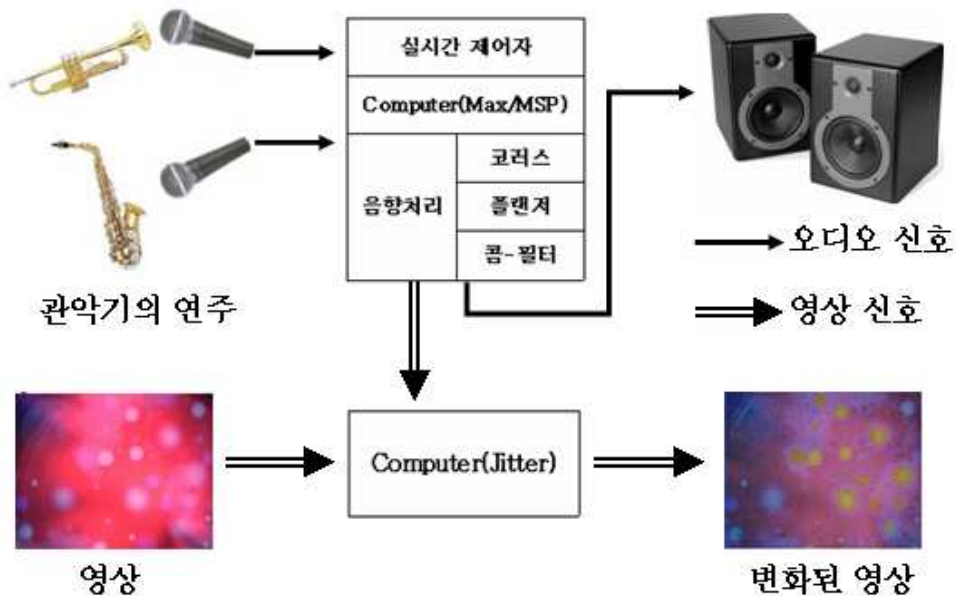 실시간 제어자
Computer(Max/MSP)
음향처리
코러스
플랜져
콤-필터
오디오 신호
영상 신호
관악기의 연주
Computer(Jitter)
영상
변화된 영상